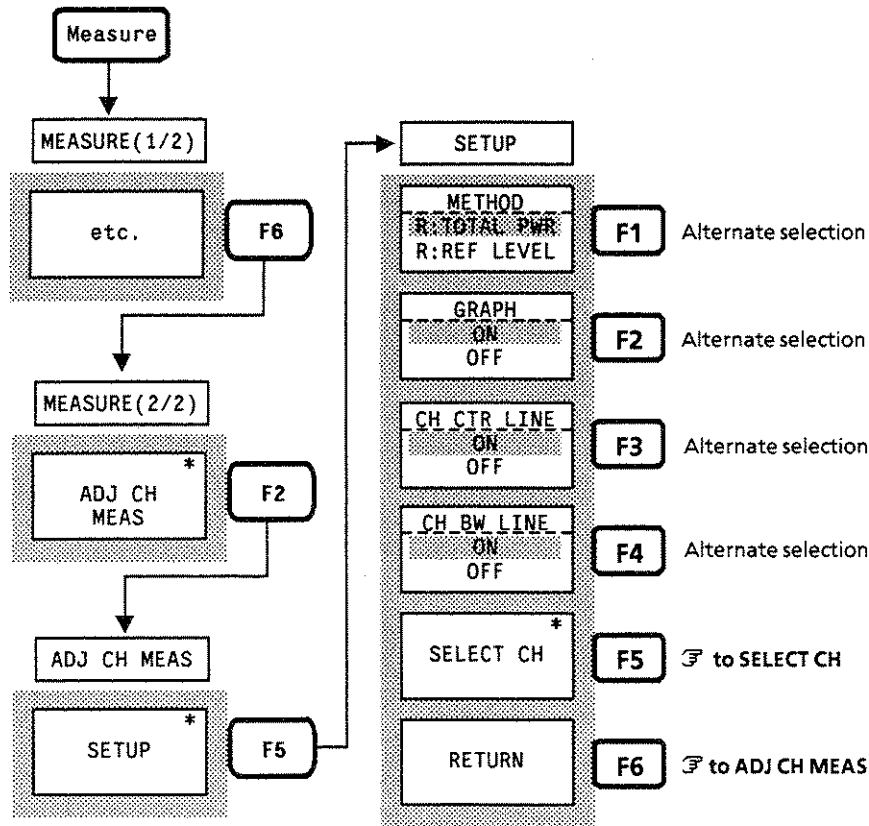 Measure
MEASURE(1/2)
etc.
F6
MEASURE(2/2)
*
ADJ CH
MEAS
F2
ADJ CH MEAS
*
SETUP
F5
SETUP
METHOD
R:TOTAL PWR
R:REF LEVEL
F1 Alternate selection
GRAPH
ON
OFF
F2 Alternate selection
CH CTR LINE
ON
OFF
F3 Alternate selection
CH BW LINE
ON
OFF
F4 Alternate selection
*
SELECT CH
F5 ☞ to SELECT CH
RETURN
F6 ☞ to ADJ CH MEAS